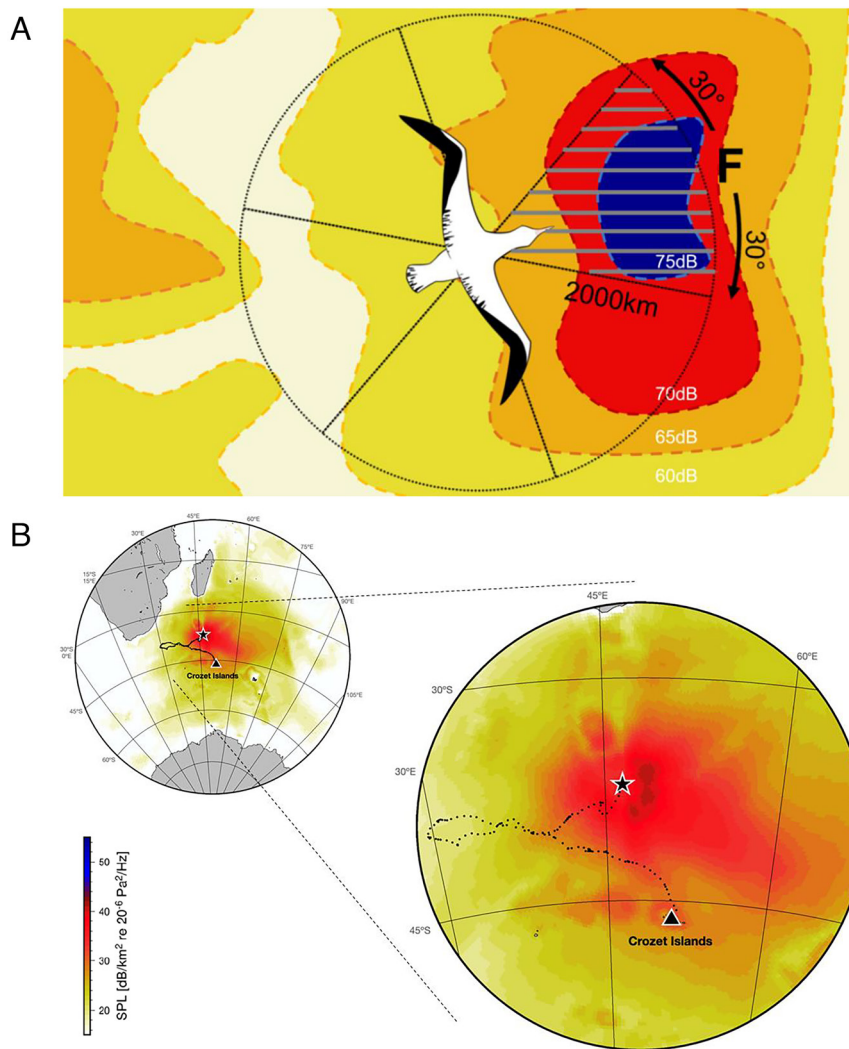 A
30°
F
30°
75dB
2000km
70dB
65dB
60dB
B
45°E
30°E
60°E
75°E
15°S
15°E
90°E
30°S
0°E
Crozet Islands
105°E
45°S
60°S
45°E
60°E
30°S
30°E
45°S
Crozet Islands
50
40
30
20
SPL [dB/km² re 20⁻⁶ Pa²/Hz]